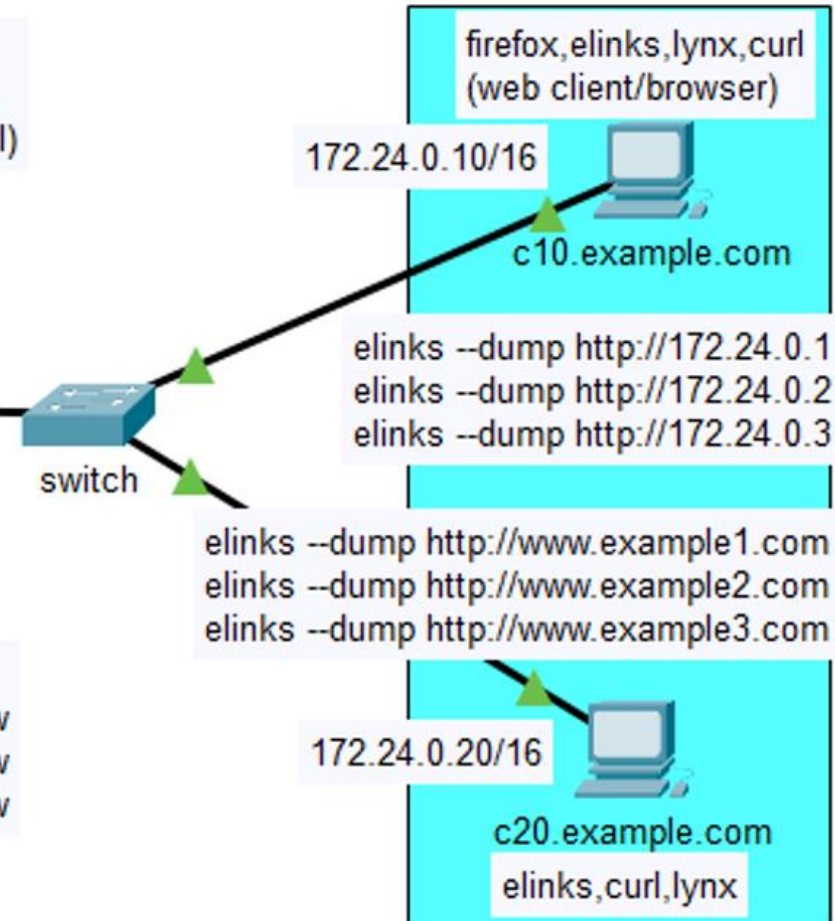 firefox,elinks,lynx,curl
(web client/browser)
l)
172.24.0.10/16
c10.example.com
elinks --dump http://172.24.0.1
elinks --dump http://172.24.0.2
elinks --dump http://172.24.0.3
switch
elinks --dump http://www.example1.com
elinks --dump http://www.example2.com
elinks --dump http://www.example3.com
w
w
w
172.24.0.20/16
c20.example.com
elinks,curl,lynx